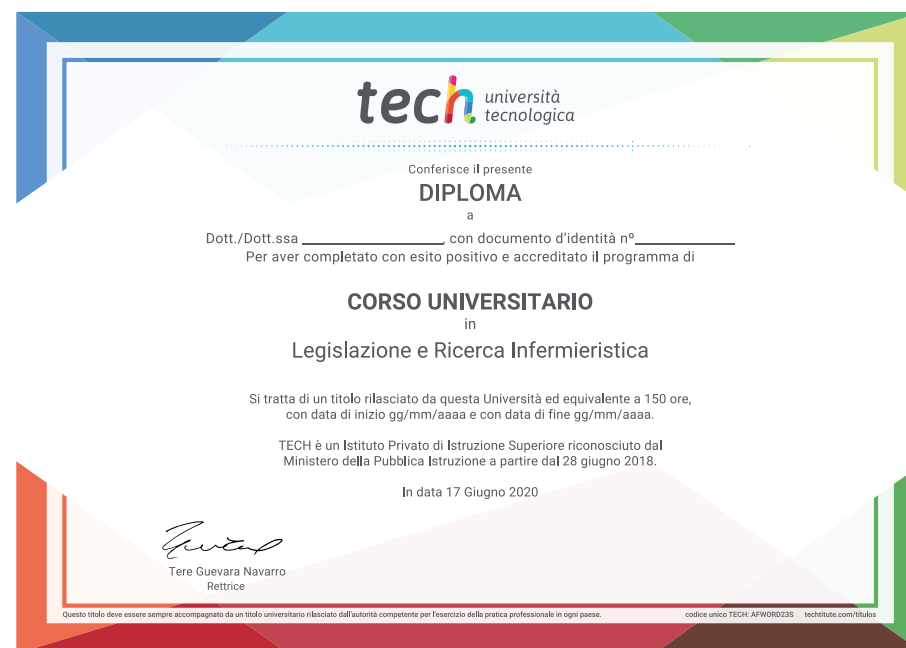 tech università
tecnologica
Conferisce il presente
DIPLOMA
a
Dott./Dott.ssa ____________________, con documento d'identità nº______________
Per aver completato con esito positivo e accreditato il programma di
CORSO UNIVERSITARIO
in
Legislazione e Ricerca Infermieristica
Si tratta di un titolo rilasciato da questa Università ed equivalente a 150 ore,
con data di inizio gg/mm/aaaa e con data di fine gg/mm/aaaa.
TECH è un Istituto Privato di Istruzione Superiore riconosciuto dal
Ministero della Pubblica Istruzione a partire dal 28 giugno 2018.
In data 17 Giugno 2020
Tere Guevara Navarro
Rettrice
Questo titolo deve essere sempre accompagnato da un titolo universitario rilasciato dall'autorità competente per l'esercizio della pratica professionale in ogni paese. codice unico TECH: AFWORD23S techtitute.com/titulos